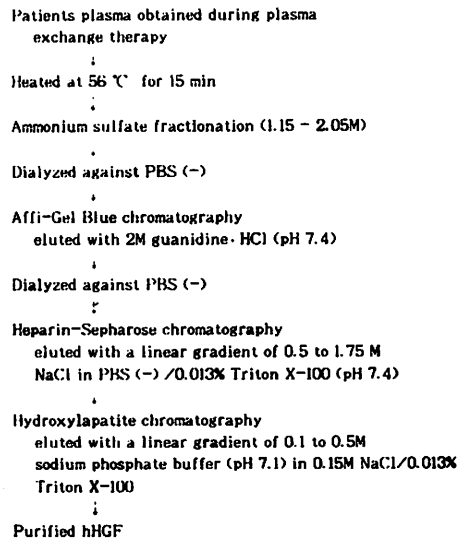 Patients plasma obtained during plasma
exchange therapy
↓
Heated at 56 ℃ for 15 min
↓
Ammonium sulfate fractionation (1.15 - 2.05M)
↓
Dialyzed against PBS (-)
↓
Affi-Gel Blue chromatography
eluted with 2M guanidine·HCl (pH 7.4)
↓
Dialyzed against PBS (-)
↓
Heparin-Sepharose chromatography
eluted with a linear gradient of 0.5 to 1.75 M
NaCl in PBS (-) /0.013% Triton X-100 (pH 7.4)
↓
Hydroxylapatite chromatography
eluted with a linear gradient of 0.1 to 0.5M
sodium phosphate buffer (pH 7.1) in 0.15M NaCl/0.013%
Triton X-100
↓
Purified hHGF